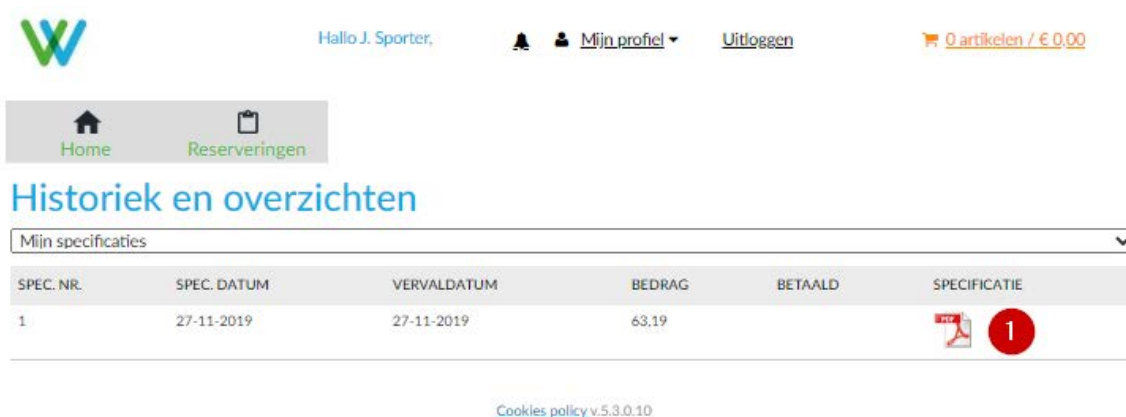 Hallo J. Sporter, Mijn profiel Uitloggen 0 artikelen / € 0,00
Home Reserveringen
Historiek en overzichten
Mijn specificaties
SPEC. NR. SPEC. DATUM VERVALDATUM BEDRAG BETAALD SPECIFICATIE
1 27-11-2019 27-11-2019 63,19 PDF 1
Cookies policy v.5.3.0.10